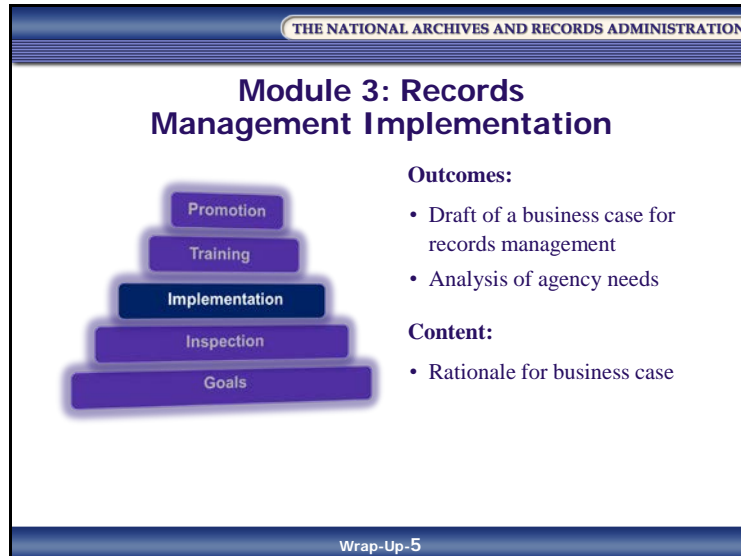 THE NATIONAL ARCHIVES AND RECORDS ADMINISTRATION
Module 3: Records
Management Implementation
Promotion
Training
Implementation
Inspection
Goals
Outcomes:
• Draft of a business case for
records management
• Analysis of agency needs
Content:
• Rationale for business case
Wrap-Up-5